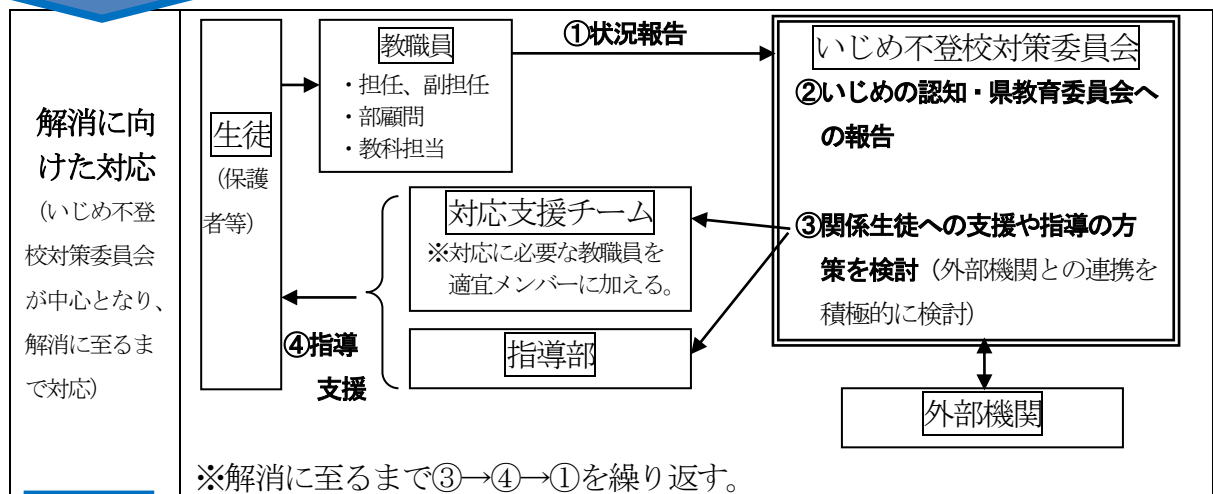 解消に向
けた対応
(いじめ不登
校対策委員会
が中心となり、
解消に至るま
で対応)
生徒
(保護
者等)
教職員
・担任、副担任
・部顧問
・教科担当
①状況報告
いじめ不登校対策委員会
②いじめの認知・県教育委員会へ
の報告
③関係生徒への支援や指導の方
策を検討(外部機関との連携を
積極的に検討)
対応支援チーム
※対応に必要な教職員を
適宜メンバーに加える。
指導部
④指導
支援
外部機関
※解消に至るまで③→④→①を繰り返す。